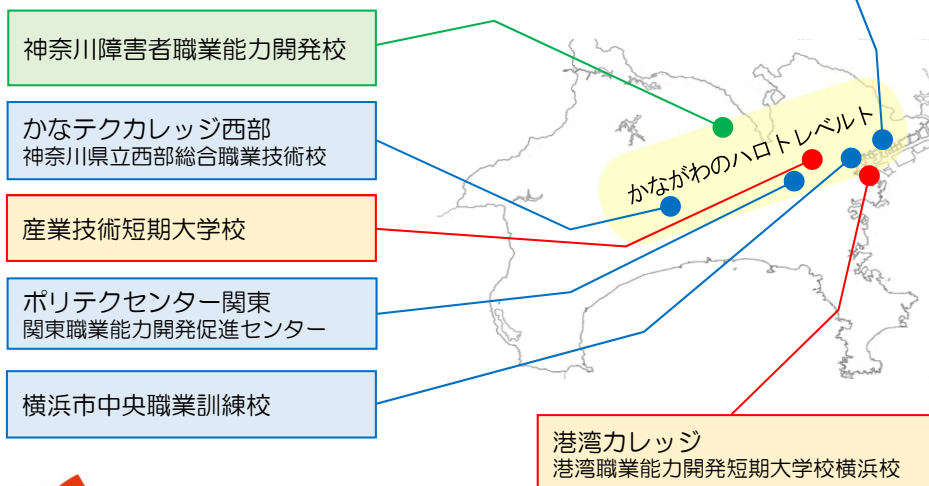 神奈川障害者職業能力開発校
かなテクカレッジ西部
神奈川県立西部総合職業技術校
産業技術短期大学校
ポリテクセンター関東
関東職業能力開発促進センター
横浜市中央職業訓練校
かながわのハロトレベルト
港湾カレッジ
港湾職業能力開発短期大学校横浜校